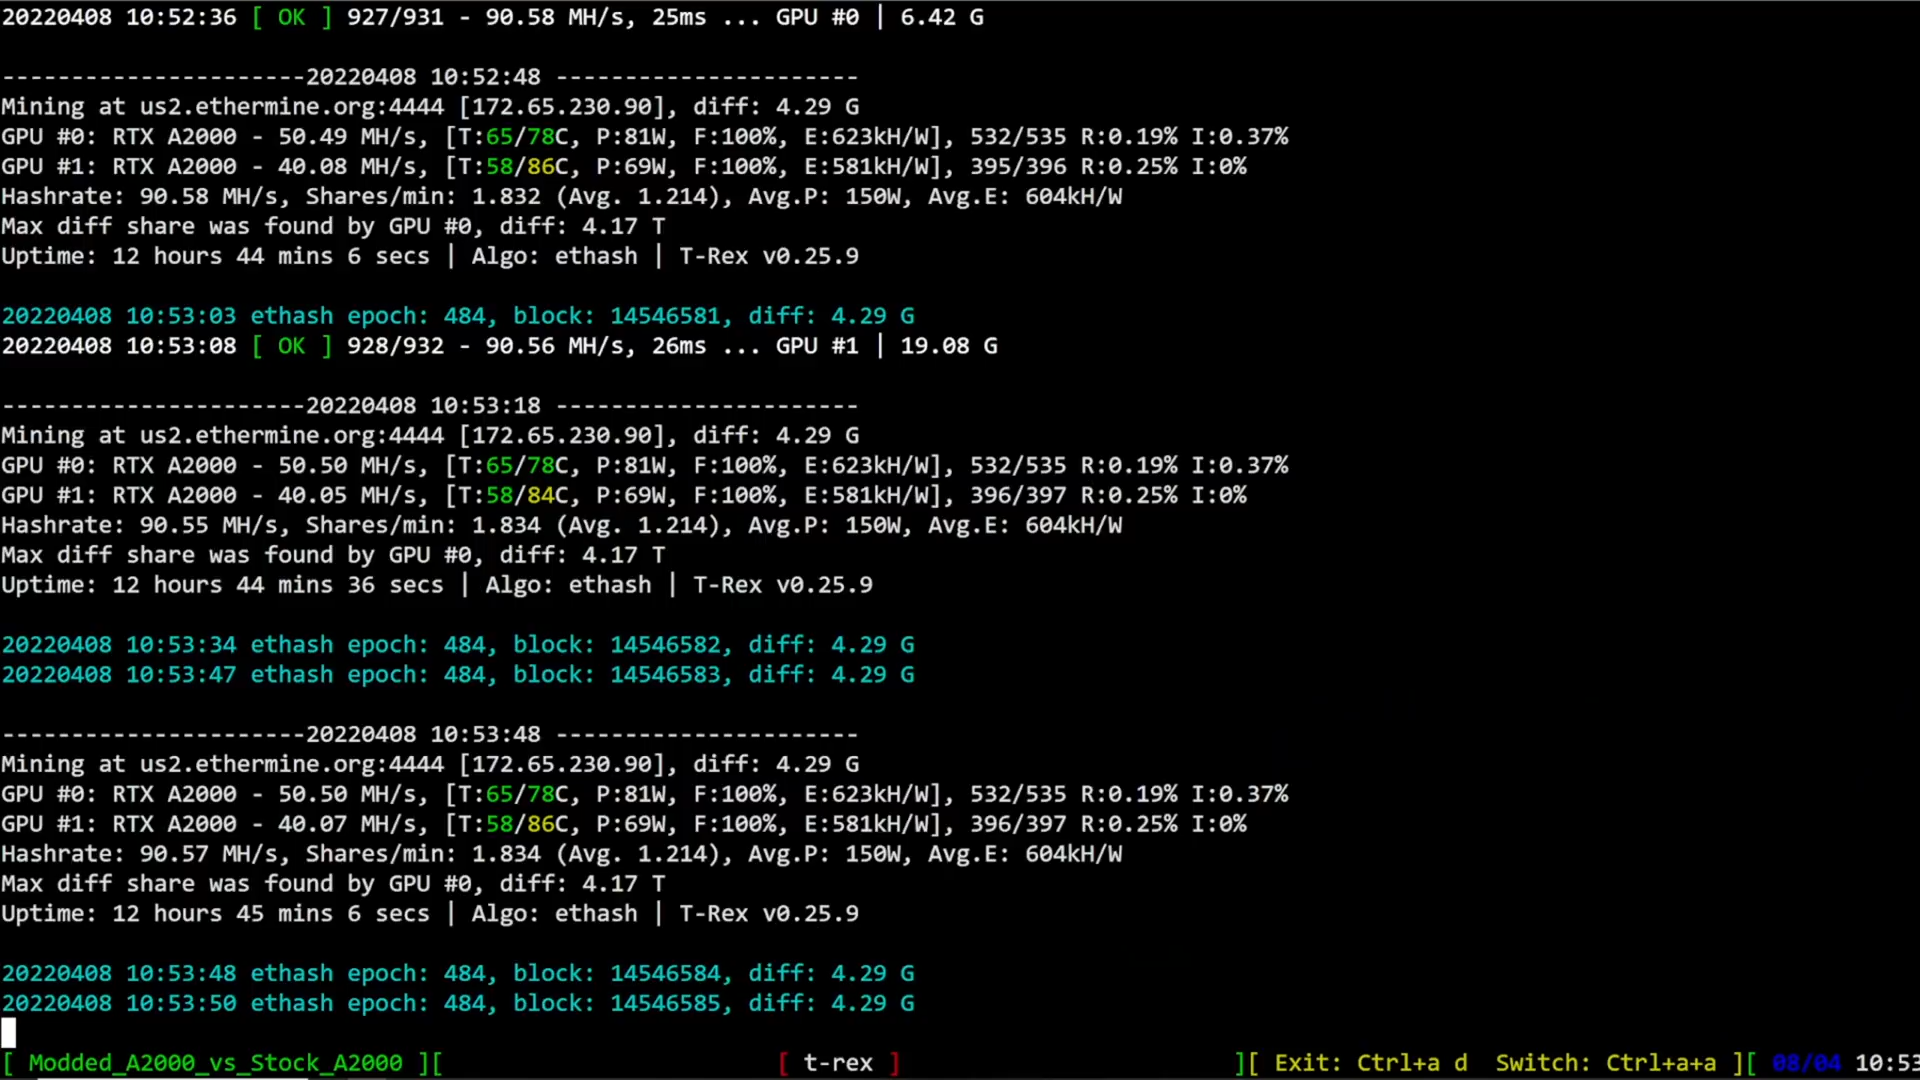 20220408 10:52:36 [ OK ] 927/931 - 90.58 MH/s, 25ms ... GPU #0 | 6.42 G
----------------------20220408 10:52:48 ----------------------
Mining at us2.ethermine.org:4444 [172.65.230.90], diff: 4.29 G
GPU #0: RTX A2000 - 50.49 MH/s, [T:65/78C, P:81W, F:100%, E:623kH/W], 532/535 R:0.19% I:0.37%
GPU #1: RTX A2000 - 40.08 MH/s, [T:58/86C, P:69W, F:100%, E:581kH/W], 395/396 R:0.25% I:0%
Hashrate: 90.58 MH/s, Shares/min: 1.832 (Avg. 1.214), Avg.P: 150W, Avg.E: 604kH/W
Max diff share was found by GPU #0, diff: 4.17 T
Uptime: 12 hours 44 mins 6 secs | Algo: ethash | T-Rex v0.25.9
20220408 10:53:03 ethash epoch: 484, block: 14546581, diff: 4.29 G
20220408 10:53:08 [ OK ] 928/932 - 90.56 MH/s, 26ms ... GPU #1 | 19.08 G
----------------------20220408 10:53:18 ----------------------
Mining at us2.ethermine.org:4444 [172.65.230.90], diff: 4.29 G
GPU #0: RTX A2000 - 50.50 MH/s, [T:65/78C, P:81W, F:100%, E:623kH/W], 532/535 R:0.19% I:0.37%
GPU #1: RTX A2000 - 40.05 MH/s, [T:58/84C, P:69W, F:100%, E:581kH/W], 396/397 R:0.25% I:0%
Hashrate: 90.55 MH/s, Shares/min: 1.834 (Avg. 1.214), Avg.P: 150W, Avg.E: 604kH/W
Max diff share was found by GPU #0, diff: 4.17 T
Uptime: 12 hours 44 mins 36 secs | Algo: ethash | T-Rex v0.25.9
20220408 10:53:34 ethash epoch: 484, block: 14546582, diff: 4.29 G
20220408 10:53:47 ethash epoch: 484, block: 14546583, diff: 4.29 G
----------------------20220408 10:53:48 ----------------------
Mining at us2.ethermine.org:4444 [172.65.230.90], diff: 4.29 G
GPU #0: RTX A2000 - 50.50 MH/s, [T:65/78C, P:81W, F:100%, E:623kH/W], 532/535 R:0.19% I:0.37%
GPU #1: RTX A2000 - 40.07 MH/s, [T:58/86C, P:69W, F:100%, E:581kH/W], 396/397 R:0.25% I:0%
Hashrate: 90.57 MH/s, Shares/min: 1.834 (Avg. 1.214), Avg.P: 150W, Avg.E: 604kH/W
Max diff share was found by GPU #0, diff: 4.17 T
Uptime: 12 hours 45 mins 6 secs | Algo: ethash | T-Rex v0.25.9
20220408 10:53:48 ethash epoch: 484, block: 14546584, diff: 4.29 G
20220408 10:53:50 ethash epoch: 484, block: 14546585, diff: 4.29 G
[ Modded_A2000_vs_Stock_A2000 ][ [ t-rex ] ][ Exit: Ctrl+a d Switch: Ctrl+a+a ][ 08/04 10:53